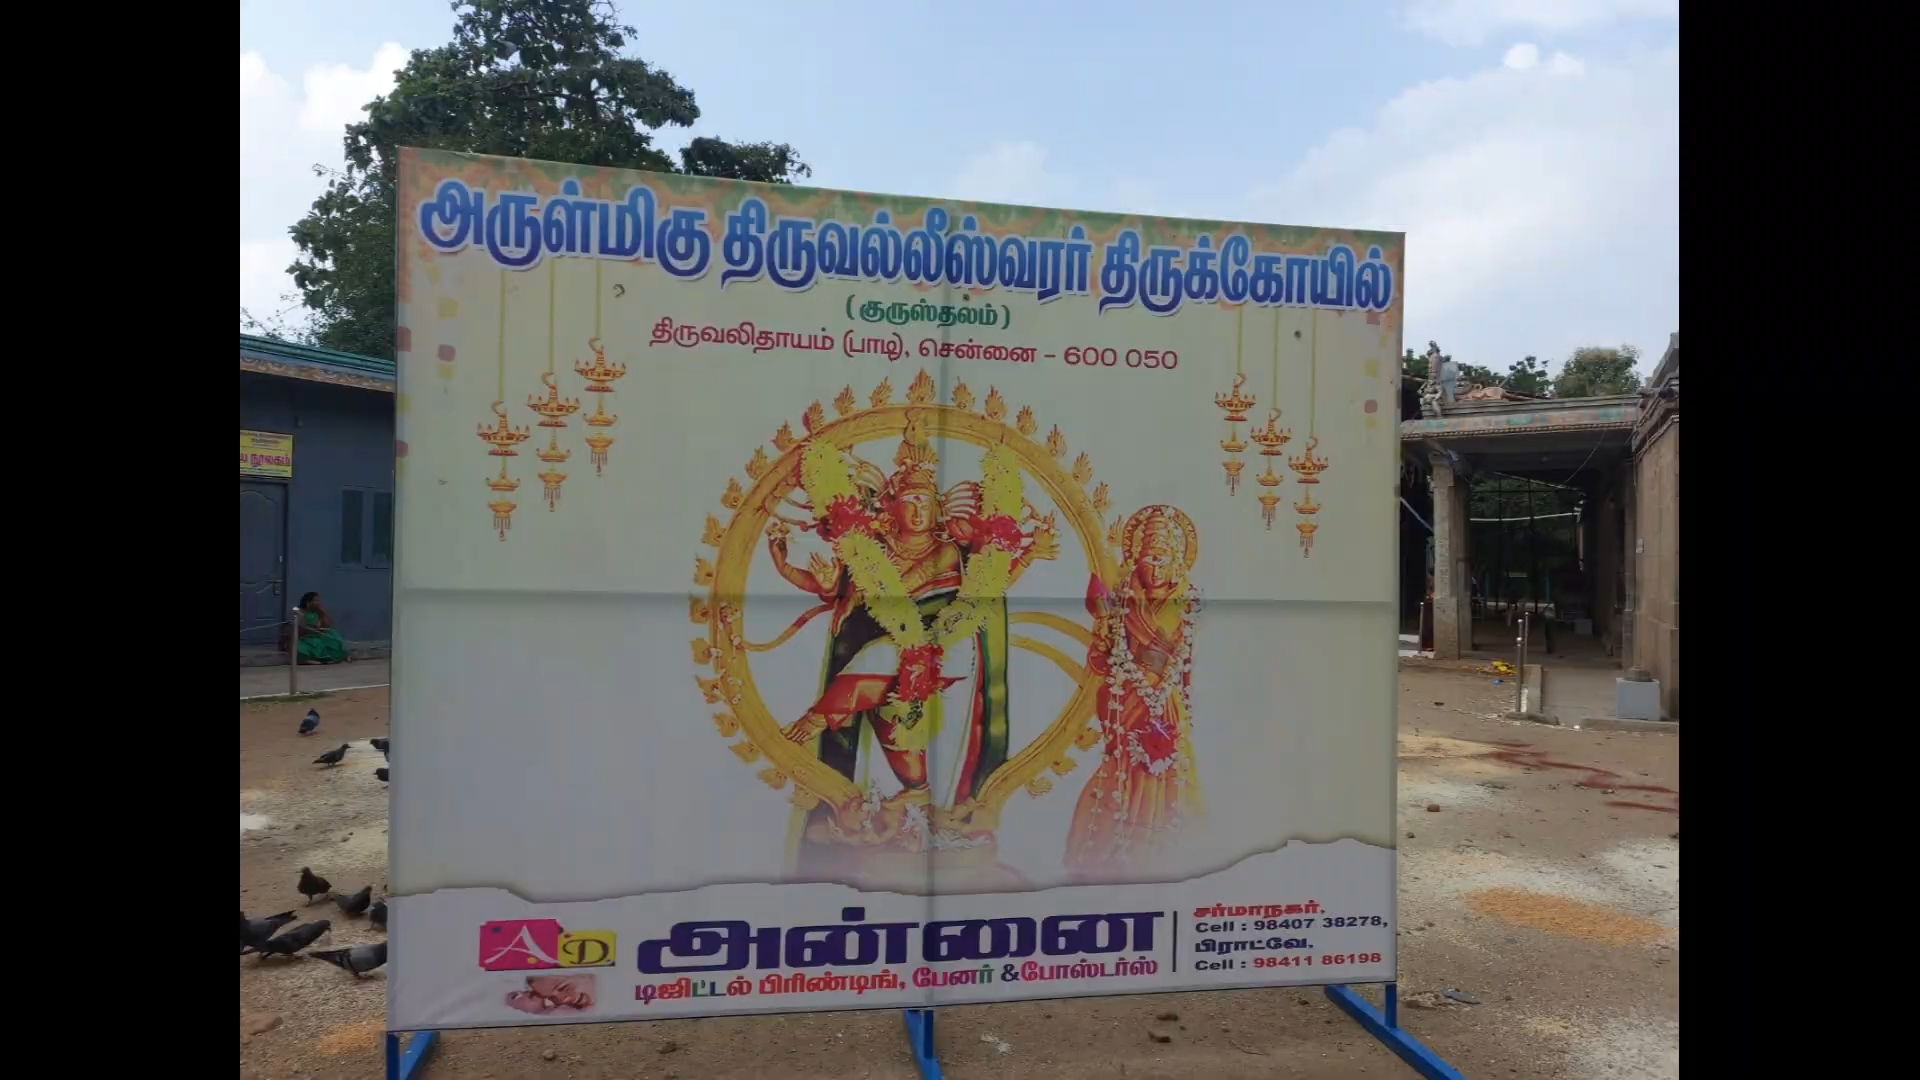 அருள்மிகு திருவல்லீஸ்வரர் திருக்கோயில்
(குருஸ்தலம்)
திருவலிதாயம் (பாடி), சென்னை - 600 050
ய நூலகம்
A D.
அன்னை
டிஜிட்டல் பிரிண்டிங், பேனர் & போஸ்டர்ஸ்
சர்மாநகர்.
Cell : 98407 38278,
பிராட்வே.
Cell : 98411 86198